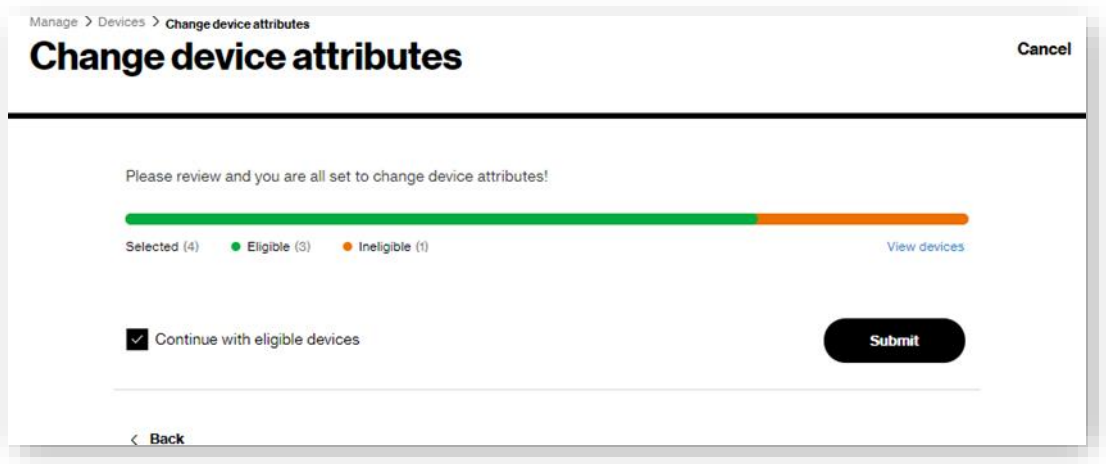 Manage > Devices > Change device attributes
Change device attributes
Cancel
Please review and you are all set to change device attributes!
Selected (4) Eligible (3) Ineligible (1) View devices
Continue with eligible devices
Submit
< Back